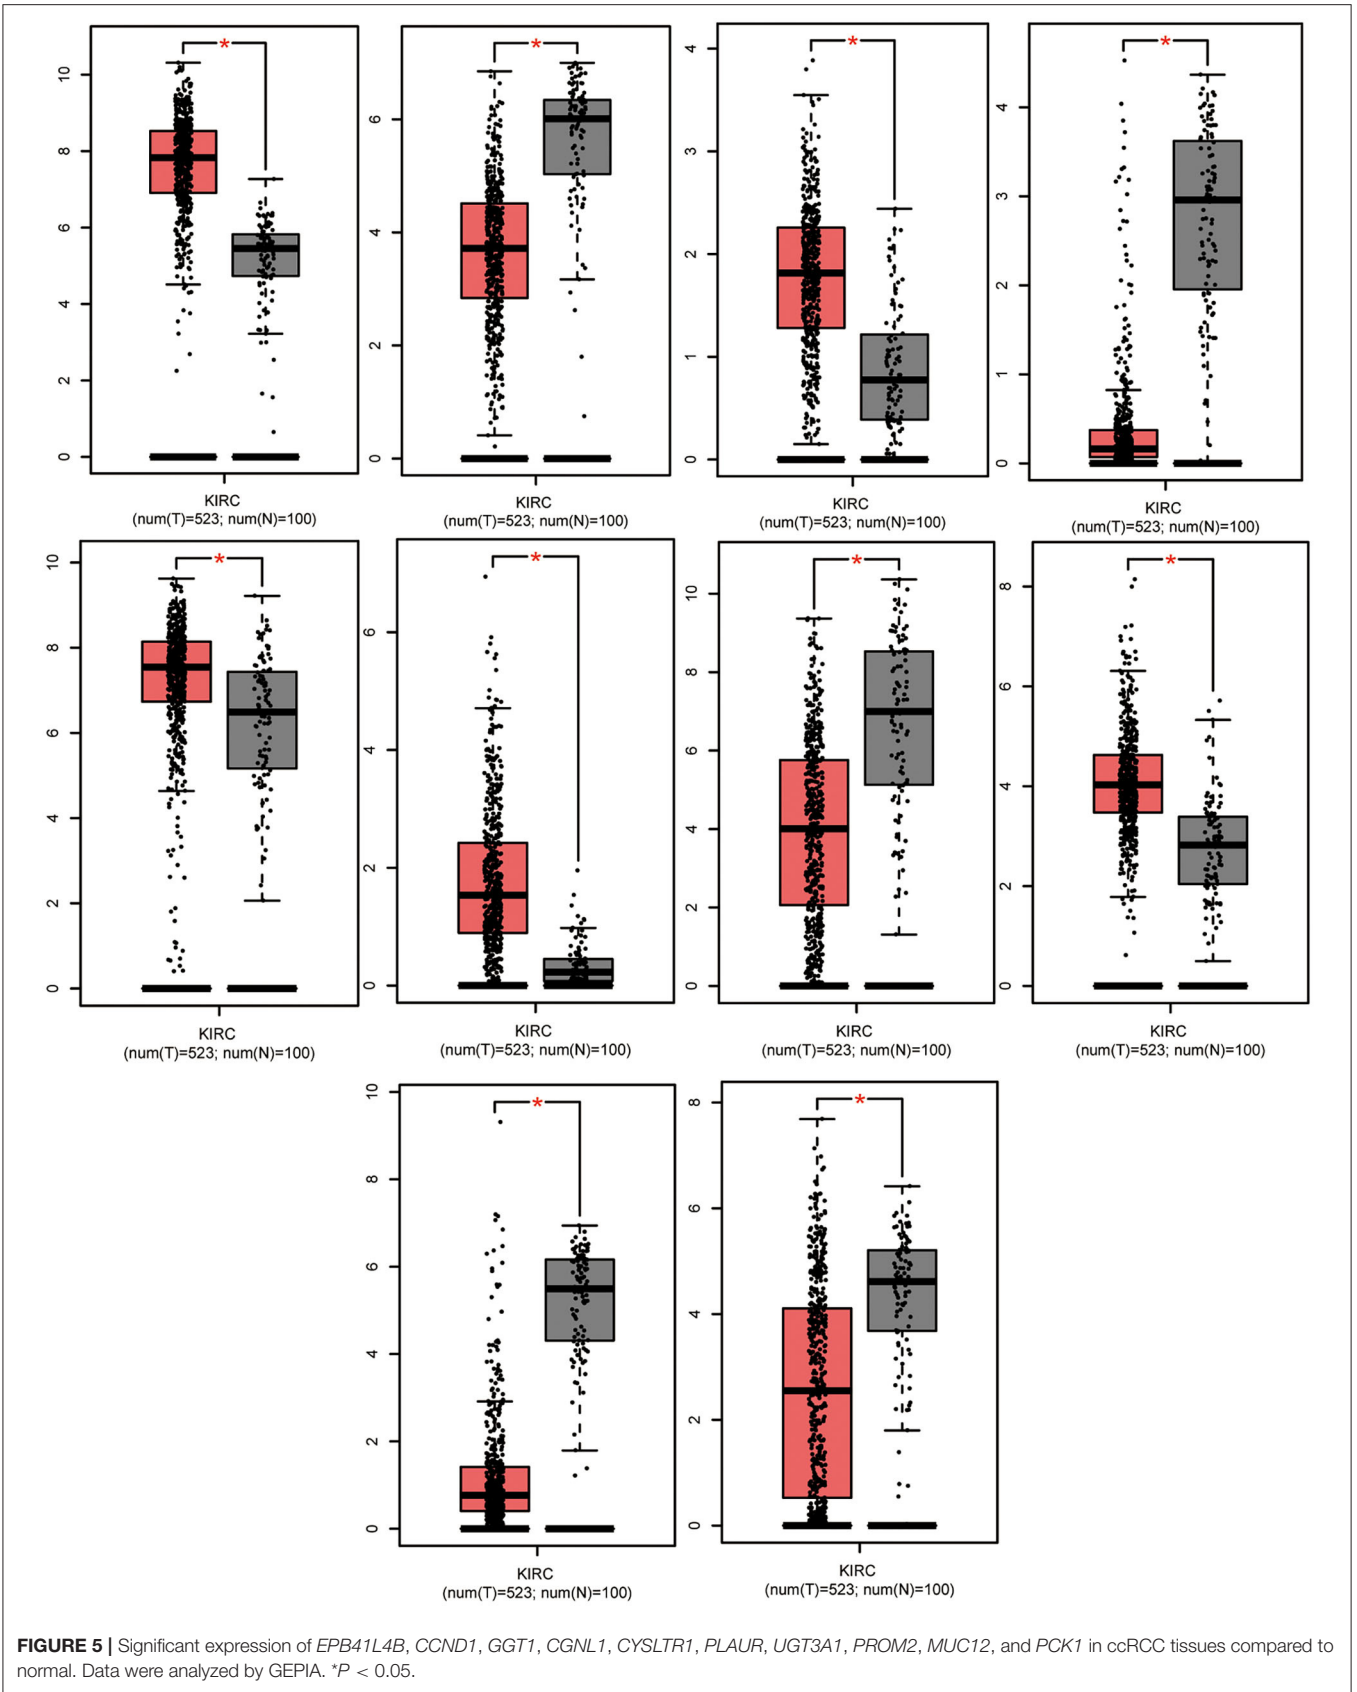 *
10
8
6
4
2
0
KIRC
(num(T)=523; num(N)=100)
*
6
4
2
0
KIRC
(num(T)=523; num(N)=100)
*
4
3
2
1
0
KIRC
(num(T)=523; num(N)=100)
*
4
3
2
1
0
KIRC
(num(T)=523; num(N)=100)
*
10
8
6
4
2
0
KIRC
(num(T)=523; num(N)=100)
*
6
4
2
0
KIRC
(num(T)=523; num(N)=100)
*
10
8
6
4
2
0
KIRC
(num(T)=523; num(N)=100)
*
8
6
4
2
0
KIRC
(num(T)=523; num(N)=100)
*
10
8
6
4
2
0
KIRC
(num(T)=523; num(N)=100)
*
8
6
4
2
0
KIRC
(num(T)=523; num(N)=100)
FIGURE 5 | Significant expression of EPB41L4B, CCND1, GGT1, CGNL1, CYSLTR1, PLAUR, UGT3A1, PROM2, MUC12, and PCK1 in ccRCC tissues compared to
normal. Data were analyzed by GEPIA. *P < 0.05.